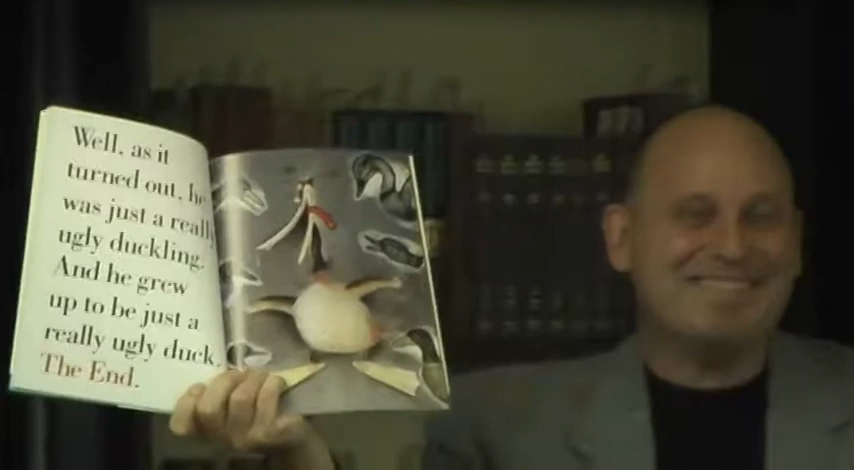 Well, as it
turned out, he
was just a really
ugly duckling.
And he grew
up to be just a
really ugly duck.
The End.